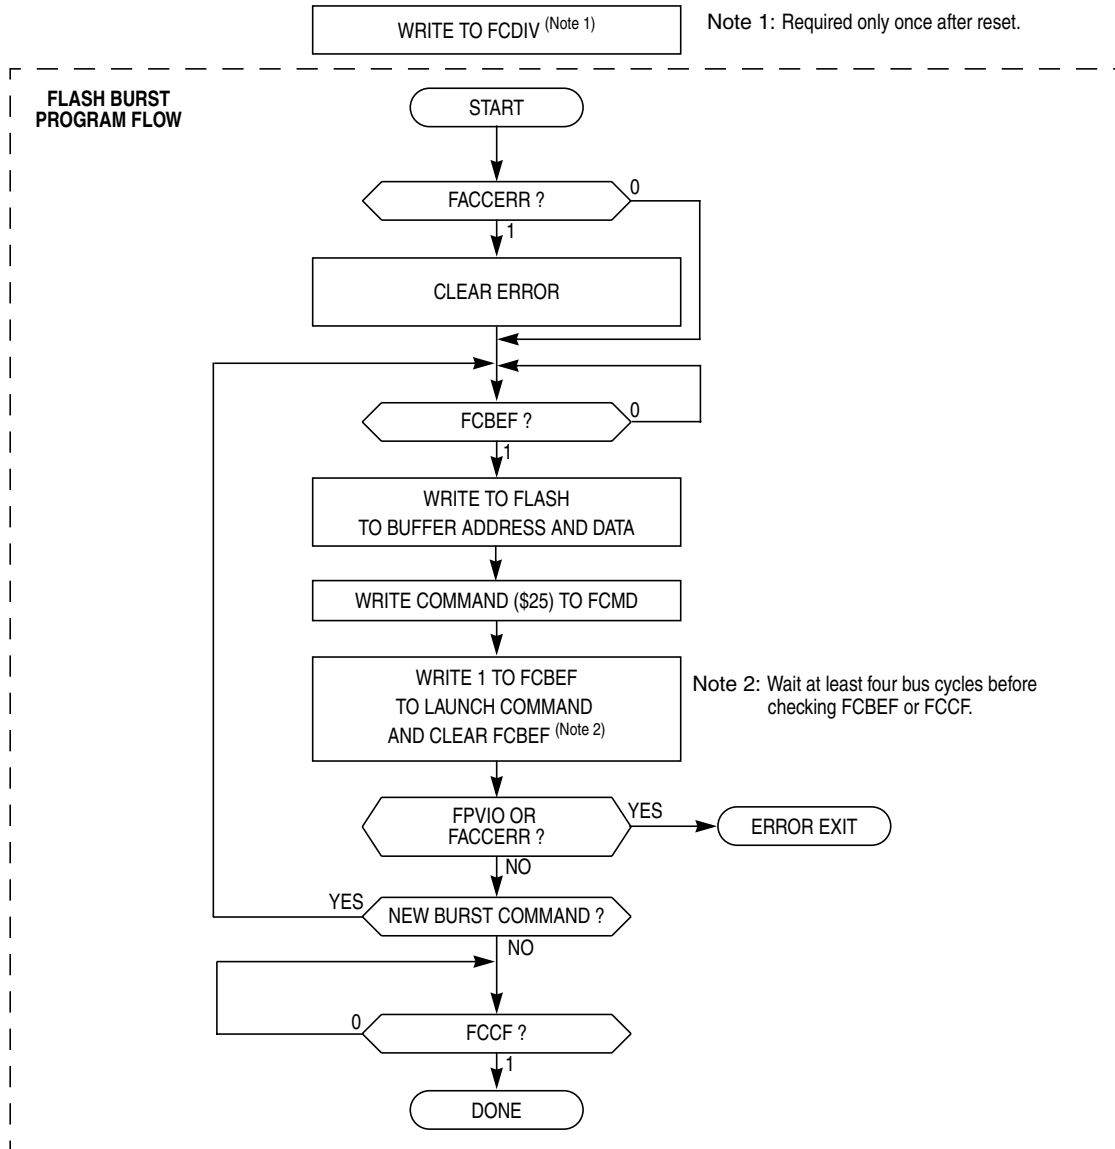 WRITE TO FCDIV (Note 1)
Note 1: Required only once after reset.
FLASH BURST
PROGRAM FLOW
START
FACCERR ?
0
1
CLEAR ERROR
FCBEF ?
0
1
WRITE TO FLASH
TO BUFFER ADDRESS AND DATA
WRITE COMMAND ($25) TO FCMD
WRITE 1 TO FCBEF
TO LAUNCH COMMAND
AND CLEAR FCBEF (Note 2)
Note 2: Wait at least four bus cycles before
checking FCBEF or FCCF.
FPVIO OR
FACCERR ?
YES
ERROR EXIT
NO
YES
NEW BURST COMMAND ?
NO
0
FCCF ?
1
DONE